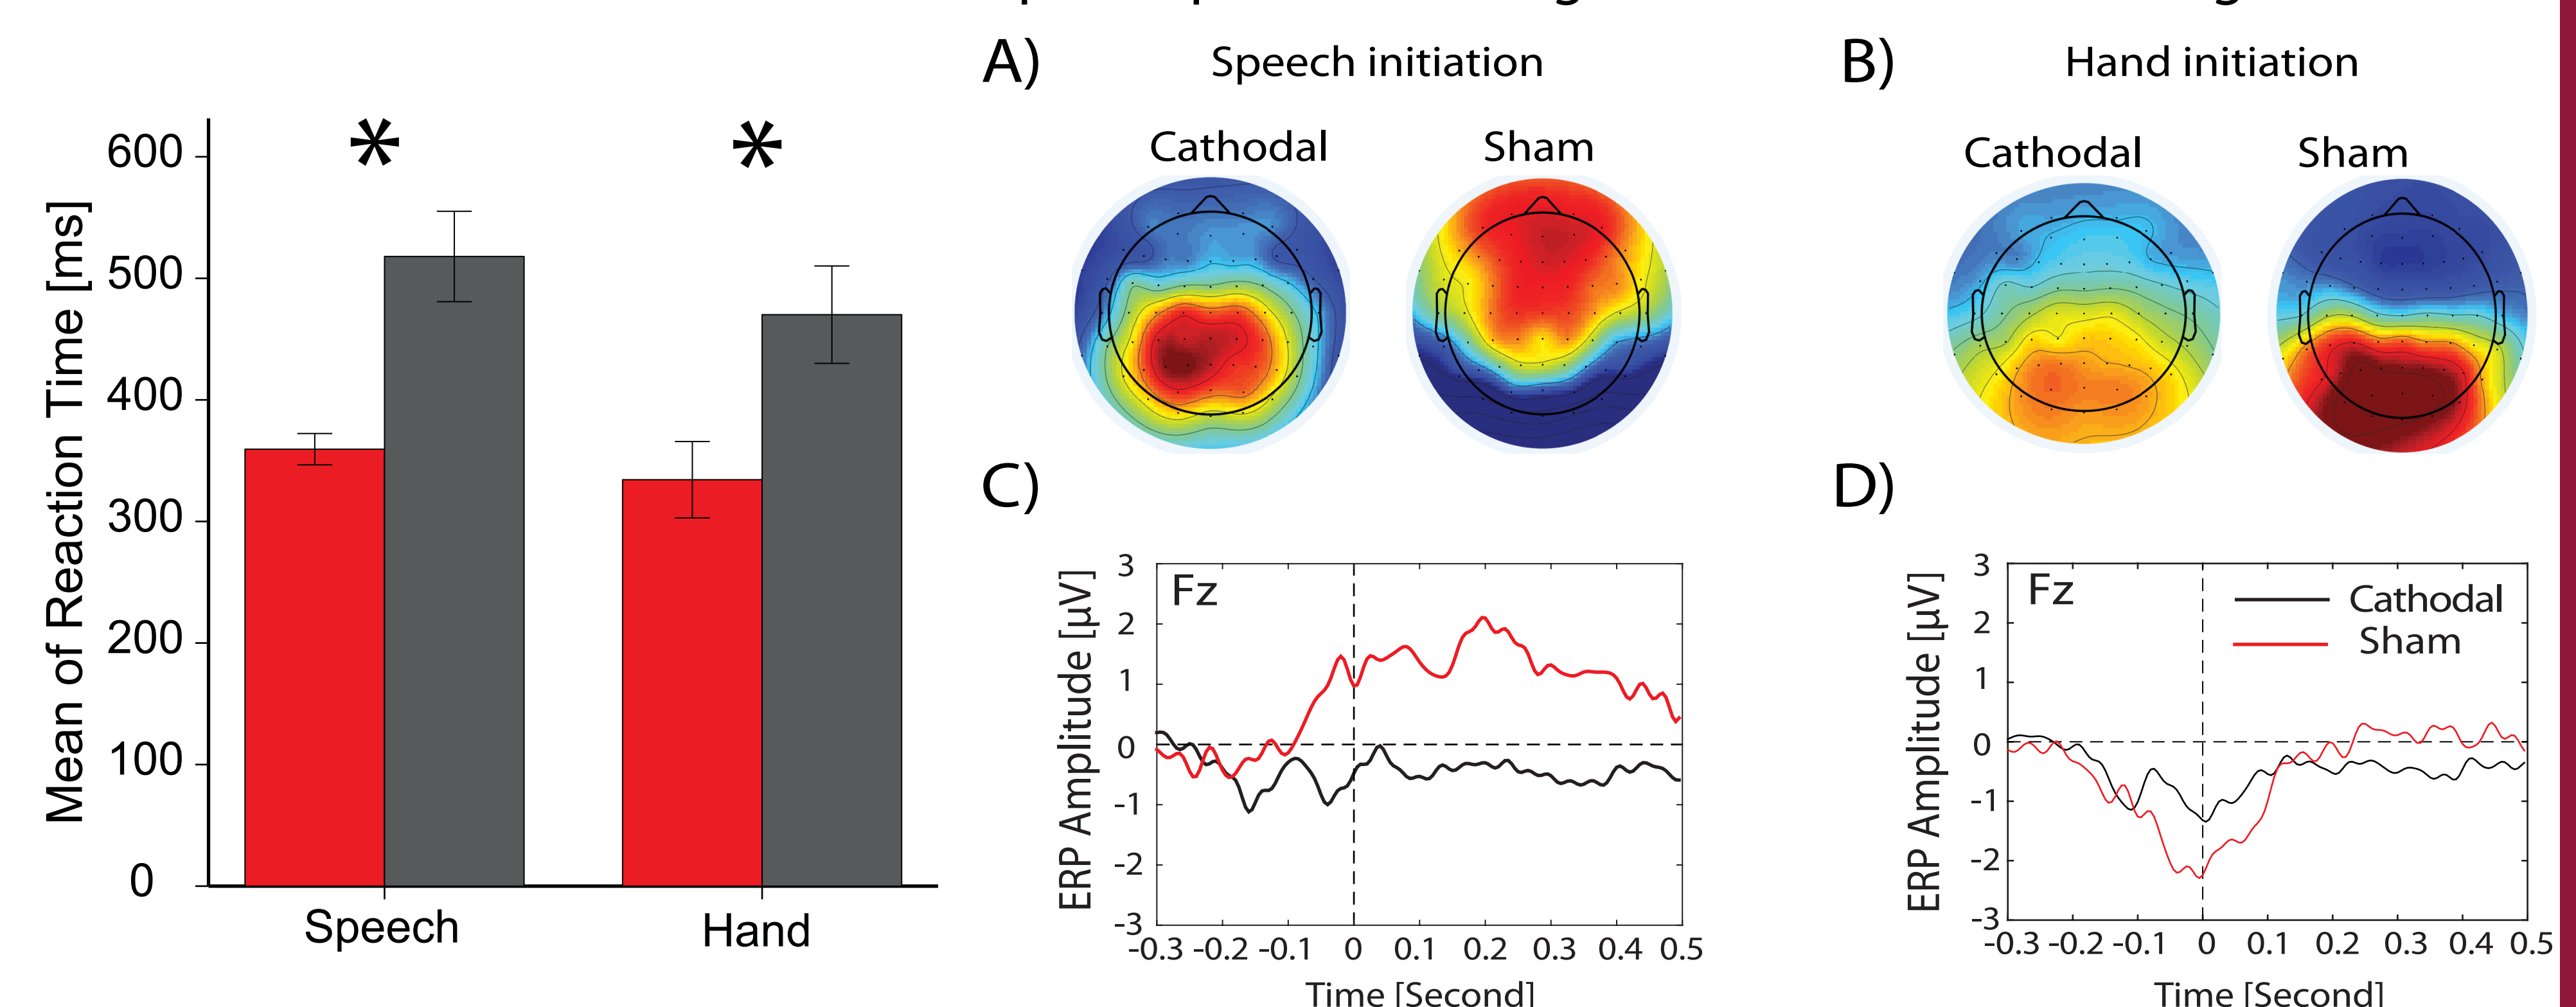 A)
Speech initiation
B)
Hand initiation
Cathodal
Sham
Cathodal
Sham
*
*
Mean of Reaction Time [ms]
600
500
400
300
200
100
0
Speech
Hand
C)
ERP Amplitude [µV]
Fz
3
2
1
0
-1
-2
-3
-0.3 -0.2 -0.1 0 0.1 0.2 0.3 0.4 0.5
Time [Second]
D)
ERP Amplitude [µV]
Fz
Cathodal
Sham
3
2
1
0
-1
-2
-3
-0.3 -0.2 -0.1 0 0.1 0.2 0.3 0.4 0.5
Time [Second]